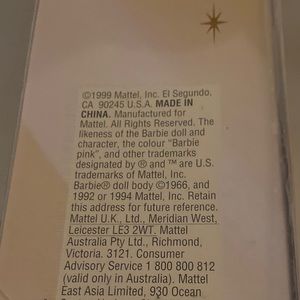 ©1999 Mattel, Inc. El Segundo,
CA 90245 U.S.A. MADE IN
CHINA. Manufactured for
Mattel. All Rights Reserved. The
likeness of the Barbie doll and
character, the colour "Barbie
pink", and other trademarks
designated by ® and ™ are U.S.
trademarks of Mattel, Inc.
Barbie® doll body ©1966, and
1992 or 1994 Mattel, Inc. Retain
this address for future reference.
Mattel U.K., Ltd., Meridian West,
Leicester LE3 2WT. Mattel
Australia Pty Ltd., Richmond,
Victoria. 3121. Consumer
Advisory Service 1 800 800 812
(valid only in Australia). Mattel
East Asia Limited, 930 Ocean